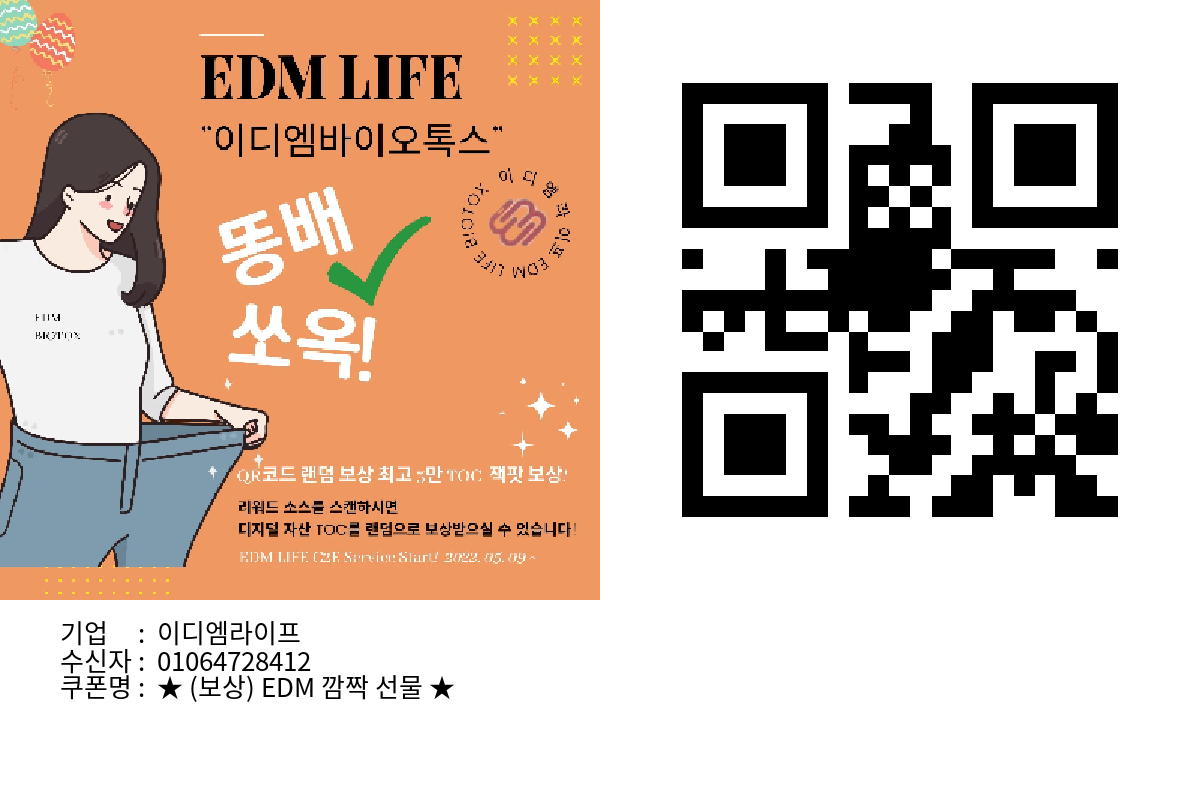 EDM LIFE
"이디엠바이오톡스"
이디엠라이프 EDM LIFE BIOTOX
똥배
쏘옥!
EDM
BIOTOX
QR코드 랜덤 보상 최고 5만 TOC 잭팟 보상!
리워드 소스를 스캔하시면
디지털 자산 TOC를 랜덤으로 보상받으실 수 있습니다!
EDM LIFE C2E Service Start! 2022. 05. 09 ~
기업 : 이디엠라이프
수신자 : 01064728412
쿠폰명 : ★ (보상) EDM 깜짝 선물 ★